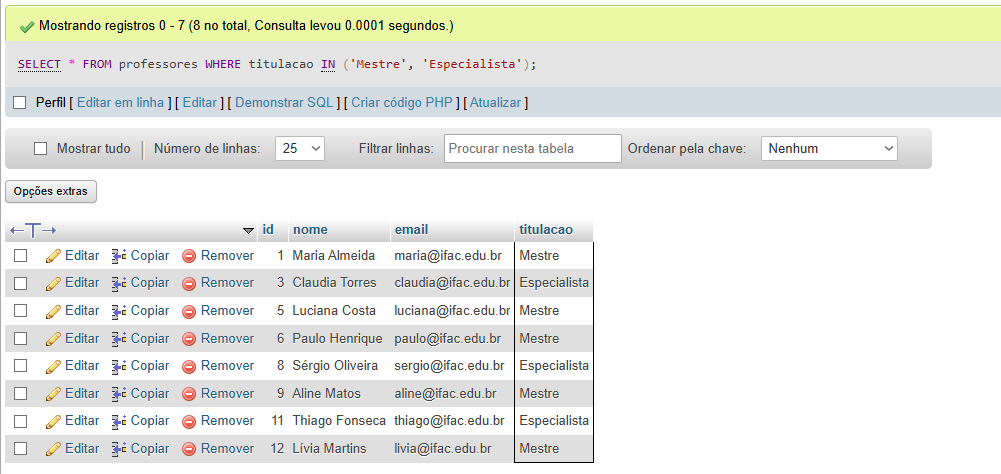 Mostrando registros 0 - 7 (8 no total, Consulta levou 0.0001 segundos.)
SELECT * FROM professores WHERE titulacao IN ('Mestre', 'Especialista');
Perfil [ Editar em linha ] [ Editar ] [ Demonstrar SQL ] [ Criar código PHP ] [ Atualizar ]
Mostrar tudo | Número de linhas: 25 Filtrar linhas: Procurar nesta tabela Ordenar pela chave: Nenhum
Opções extras
←T→ id nome email titulacao
Editar Copiar Remover 1 Maria Almeida maria@ifac.edu.br Mestre
Editar Copiar Remover 3 Claudia Torres claudia@ifac.edu.br Especialista
Editar Copiar Remover 5 Luciana Costa luciana@ifac.edu.br Mestre
Editar Copiar Remover 6 Paulo Henrique paulo@ifac.edu.br Mestre
Editar Copiar Remover 8 Sérgio Oliveira sergio@ifac.edu.br Especialista
Editar Copiar Remover 9 Aline Matos aline@ifac.edu.br Mestre
Editar Copiar Remover 11 Thiago Fonseca thiago@ifac.edu.br Especialista
Editar Copiar Remover 12 Lívia Martins livia@ifac.edu.br Mestre